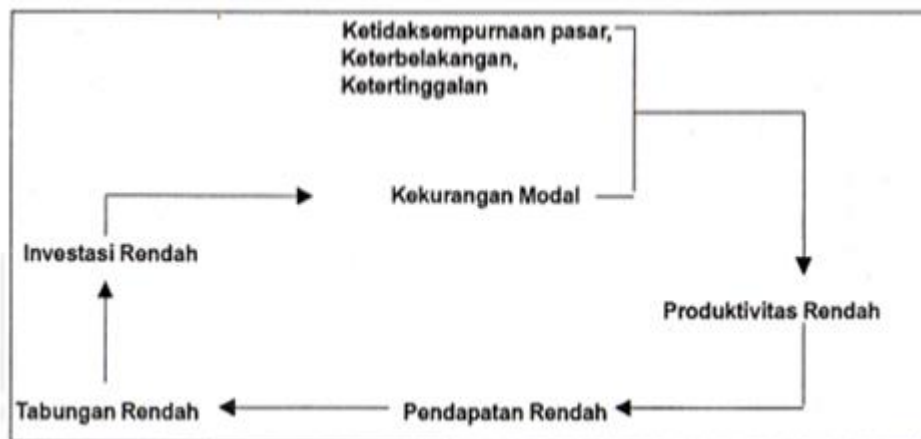 Ketidaksempurnaan pasar,
Keterbelakangan,
Ketertinggalan
Kekurangan Modal
Investasi Rendah
Produktivitas Rendah
Tabungan Rendah
Pendapatan Rendah